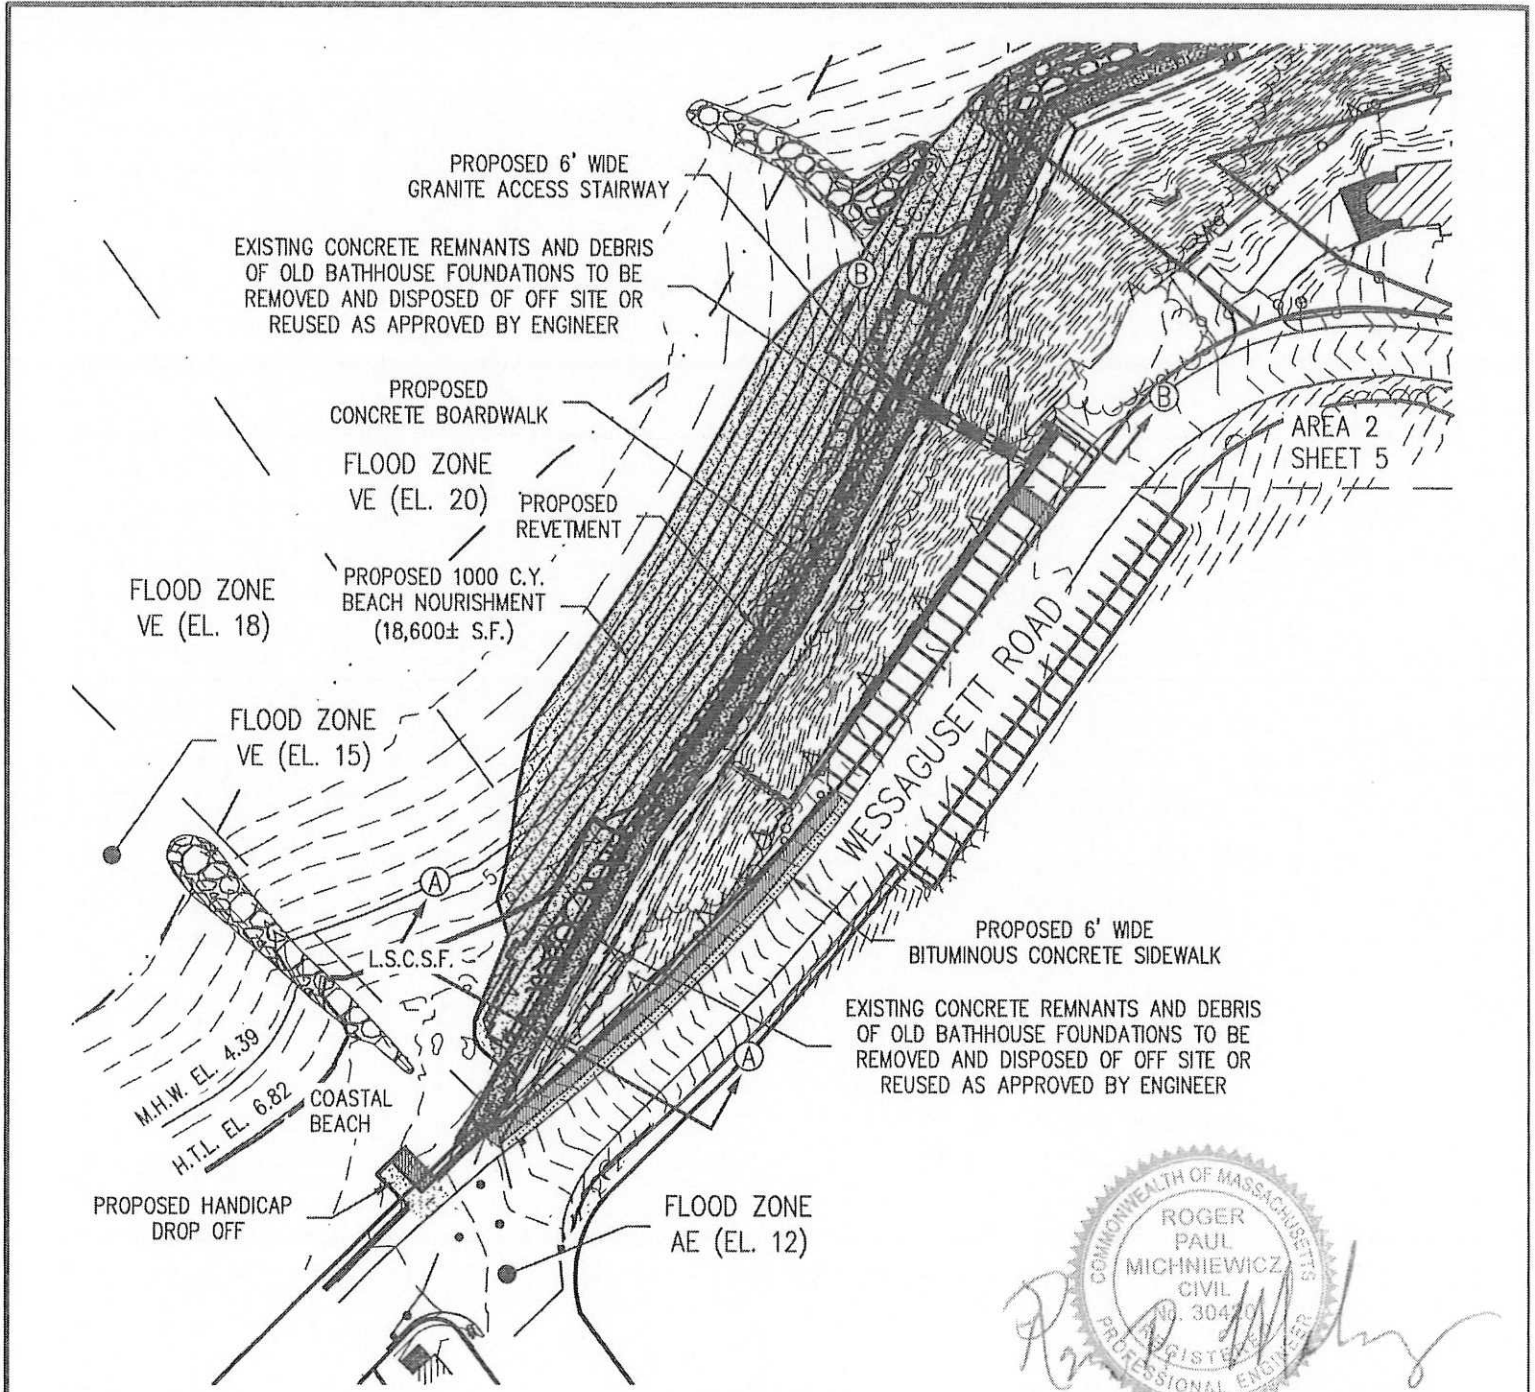 PROPOSED 6' WIDE
GRANITE ACCESS STAIRWAY
EXISTING CONCRETE REMNANTS AND DEBRIS
OF OLD BATHHOUSE FOUNDATIONS TO BE
REMOVED AND DISPOSED OF OFF SITE OR
REUSED AS APPROVED BY ENGINEER
B
PROPOSED
CONCRETE BOARDWALK
B
AREA 2
SHEET 5
FLOOD ZONE
VE (EL. 20)
PROPOSED
REVETMENT
FLOOD ZONE
VE (EL. 18)
PROPOSED 1000 C.Y.
BEACH NOURISHMENT
(18,600± S.F.)
WESSAGUSETT ROAD
FLOOD ZONE
VE (EL. 15)
A
5
L.S.C.S.F.
PROPOSED 6' WIDE
BITUMINOUS CONCRETE SIDEWALK
EXISTING CONCRETE REMNANTS AND DEBRIS
OF OLD BATHHOUSE FOUNDATIONS TO BE
REMOVED AND DISPOSED OF OFF SITE OR
REUSED AS APPROVED BY ENGINEER
A
M.H.W. EL. 4.39
H.T.L. EL. 6.82
COASTAL
BEACH
PROPOSED HANDICAP
DROP OFF
FLOOD ZONE
AE (EL. 12)
COMMONWEALTH OF MASSACHUSETTS
ROGER
PAUL
MICHNIEWICZ
CIVIL
No. 30420
REGISTERED
PROFESSIONAL ENGINEER